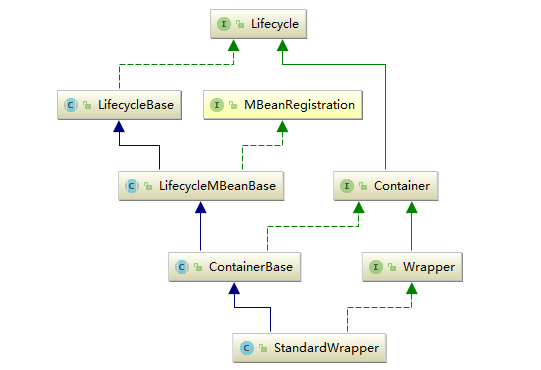 I Lifecycle
C LifecycleBase
I MBeanRegistration
C LifecycleMBeanBase
I Container
C ContainerBase
I Wrapper
C StandardWrapper